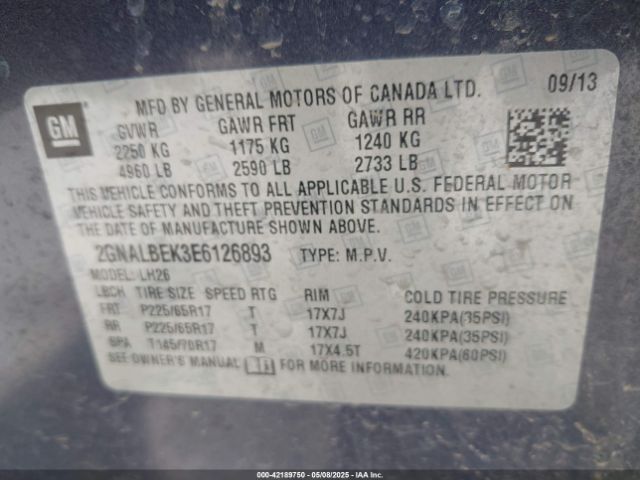 GM
MFD BY GENERAL MOTORS OF CANADA LTD. 09/13
GVWR GAWR FRT GAWR RR
2250 KG 1175 KG 1240 KG
4960 LB 2590 LB 2733 LB
THIS VEHICLE CONFORMS TO ALL APPLICABLE U.S. FEDERAL MOTOR
VEHICLE SAFETY AND THEFT PREVENTION STANDARDS IN EFFECT ON
THE DATE OF MANUFACTURE SHOWN ABOVE.
2GNALBEK3E6126893 TYPE: M.P.V.
MODEL: LH26
LBCH TIRE SIZE SPEED RTG RIM COLD TIRE PRESSURE
FRT P225/65R17 T 17X7J 240KPA(35PSI)
RR P225/65R17 T 17X7J 240KPA(35PSI)
SPA T145/70R17 M 17X4.5T 420KPA(60PSI)
SEE OWNER'S MANUAL FOR MORE INFORMATION.
000-42189750 - 05/08/2025 - IAAI.COM